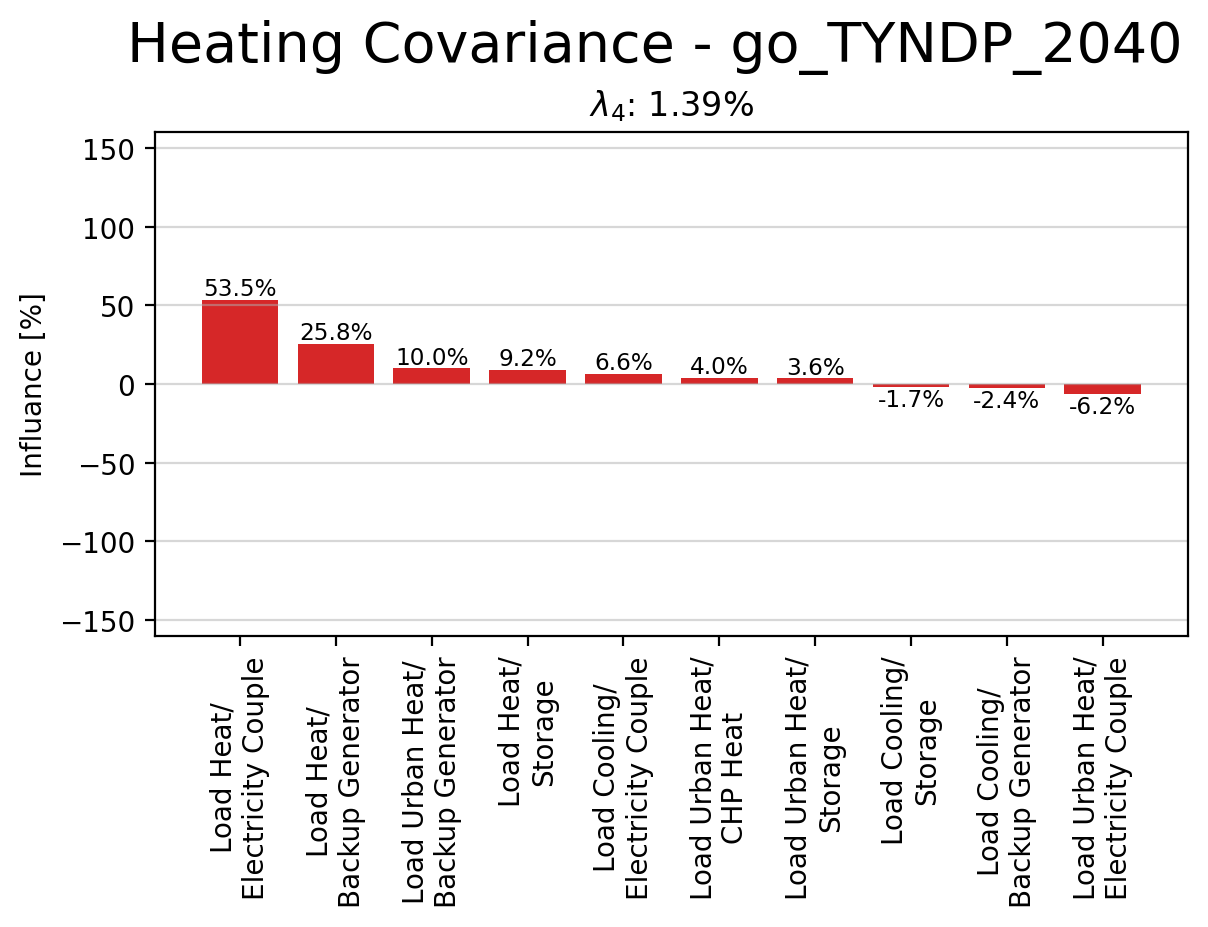 Heating Covariance - go_TYNDP_2040
λ4: 1.39%
Influance [%]
150
100
50
0
−50
−100
−150
53.5%
25.8%
10.0%
9.2%
6.6%
4.0%
3.6%
-1.7%
-2.4%
-6.2%
Load Heat/
Electricity Couple
Load Heat/
Backup Generator
Load Urban Heat/
Backup Generator
Load Heat/
Storage
Load Cooling/
Electricity Couple
Load Urban Heat/
CHP Heat
Load Urban Heat/
Storage
Load Cooling/
Storage
Load Cooling/
Backup Generator
Load Urban Heat/
Electricity Couple